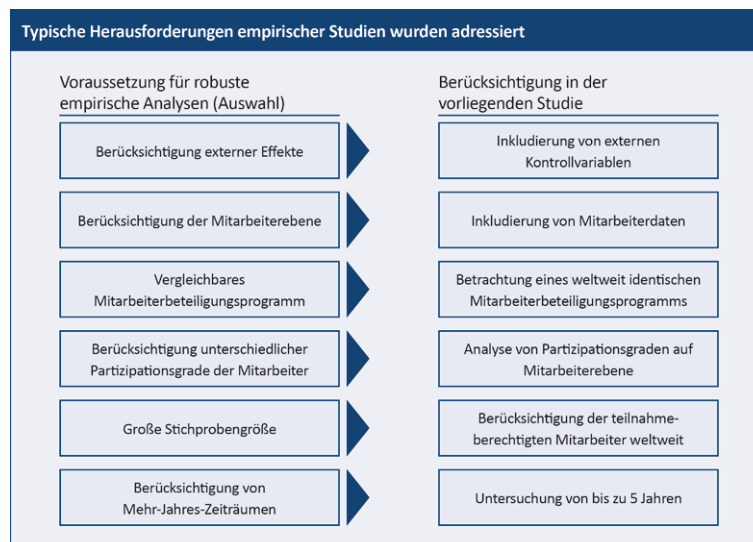 Typische Herausforderungen empirischer Studien wurden adressiert
Voraussetzung für robuste
empirische Analysen (Auswahl)
Berücksichtigung in der
vorliegenden Studie
Berücksichtigung externer Effekte
Inkludierung von externen
Kontrollvariablen
Berücksichtigung der Mitarbeiterebene
Inkludierung von Mitarbeiterdaten
Vergleichbares
Mitarbeiterbeteiligungsprogramm
Betrachtung eines weltweit identischen
Mitarbeiterbeteiligungsprogramms
Berücksichtigung unterschiedlicher
Partizipationsgrade der Mitarbeiter
Analyse von Partizipationsgraden auf
Mitarbeiterebene
Große Stichprobengröße
Berücksichtigung der teilnahme-
berechtigten Mitarbeiter weltweit
Berücksichtigung von
Mehr-Jahres-Zeiträumen
Untersuchung von bis zu 5 Jahren